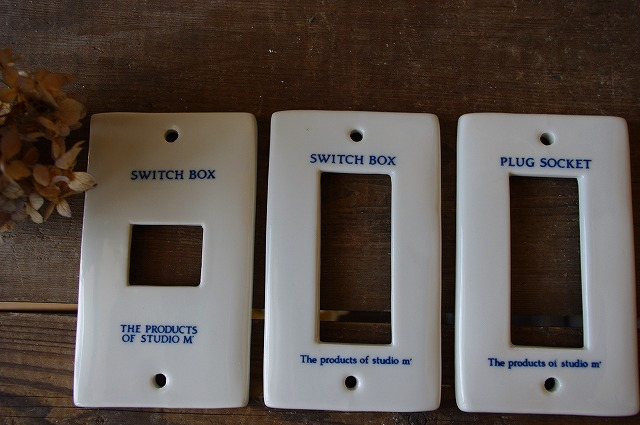 SWITCH BOX
THE PRODUCTS
OF STUDIO M'
SWITCH BOX
The products of studio m'
PLUG SOCKET
The products of studio m'